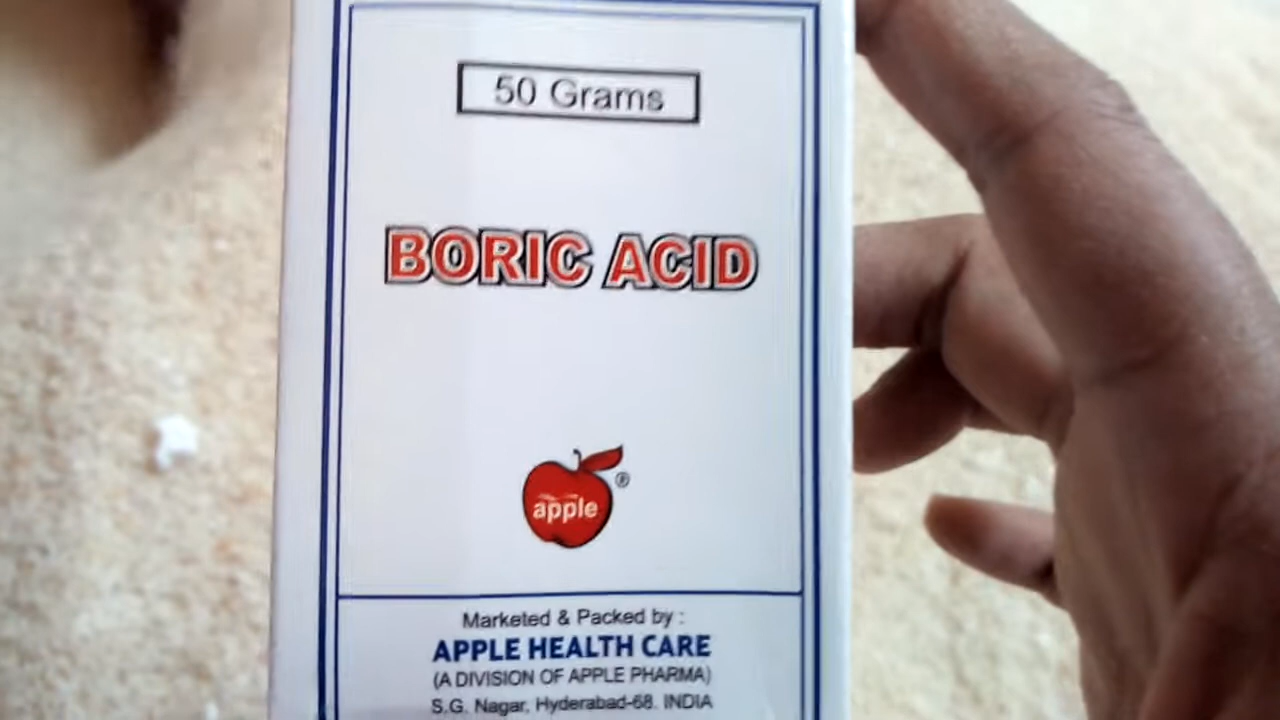 50 Grams
BORIC ACID
apple ®
Marketed & Packed by :
APPLE HEALTH CARE
(A DIVISION OF APPLE PHARMA)
S.G. Nagar, Hyderabad-68. INDIA